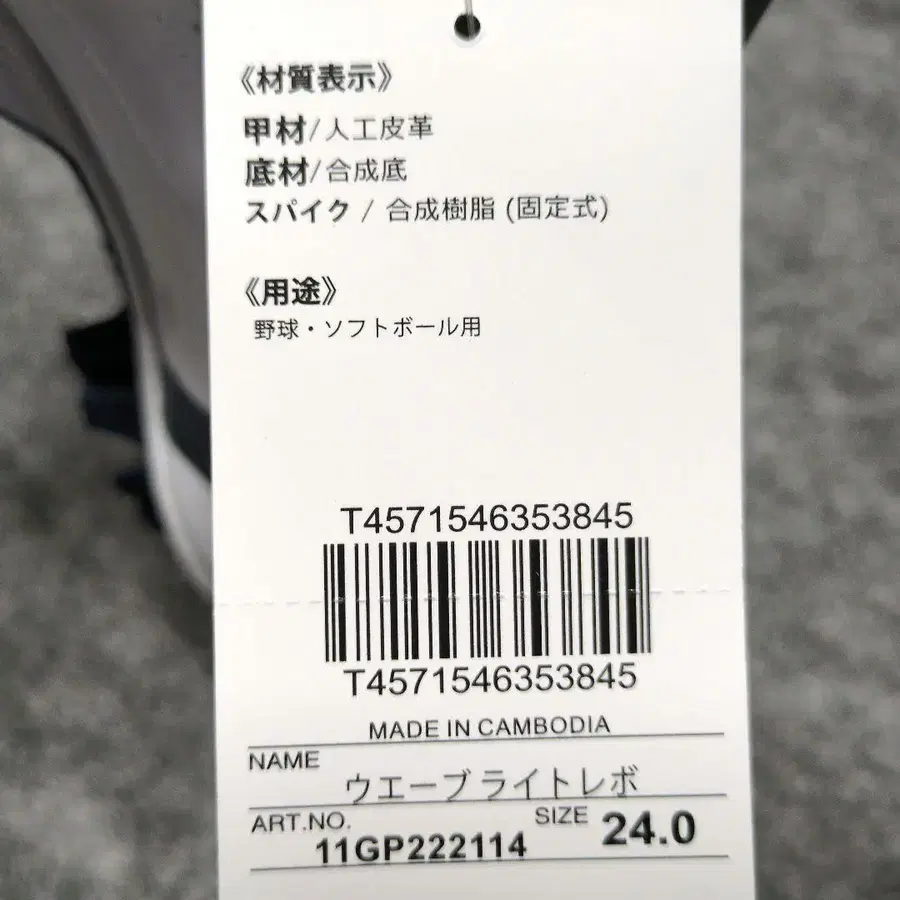 《材質表示》
甲材/人工皮革
底材/合成底
スパイク / 合成樹脂 (固定式)
《用途》
野球・ソフトボール用
T4571546353845
T4571546353845
MADE IN CAMBODIA
NAME
ウエーブ ライトレボ
ART.NO.
SIZE
11GP222114
24.0